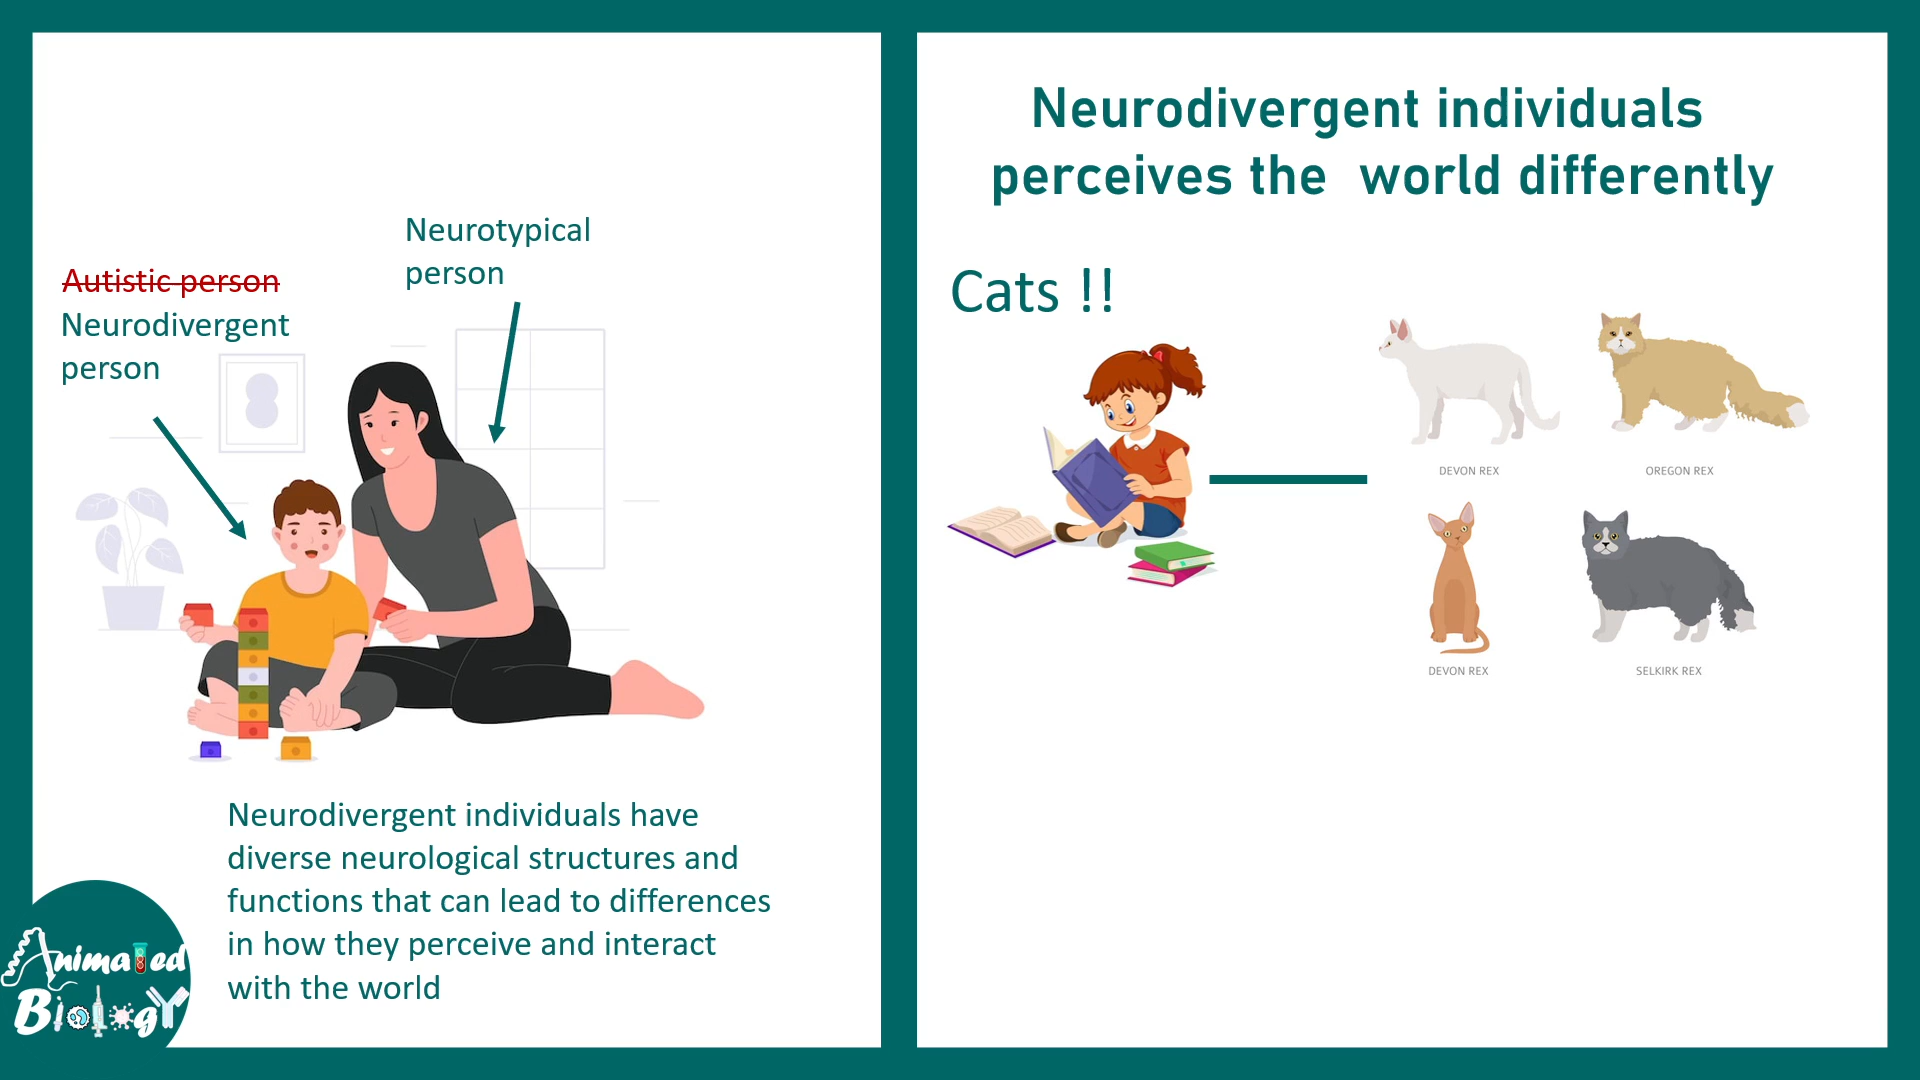 Autistic person
Neurodivergent
person
Neurotypical
person
Neurodivergent individuals have
diverse neurological structures and
functions that can lead to differences
in how they perceive and interact
with the world
Animated
Biology
Neurodivergent individuals
perceives the  world differently
Cats !!
DEVON REX
OREGON REX
DEVON REX
SELKIRK REX